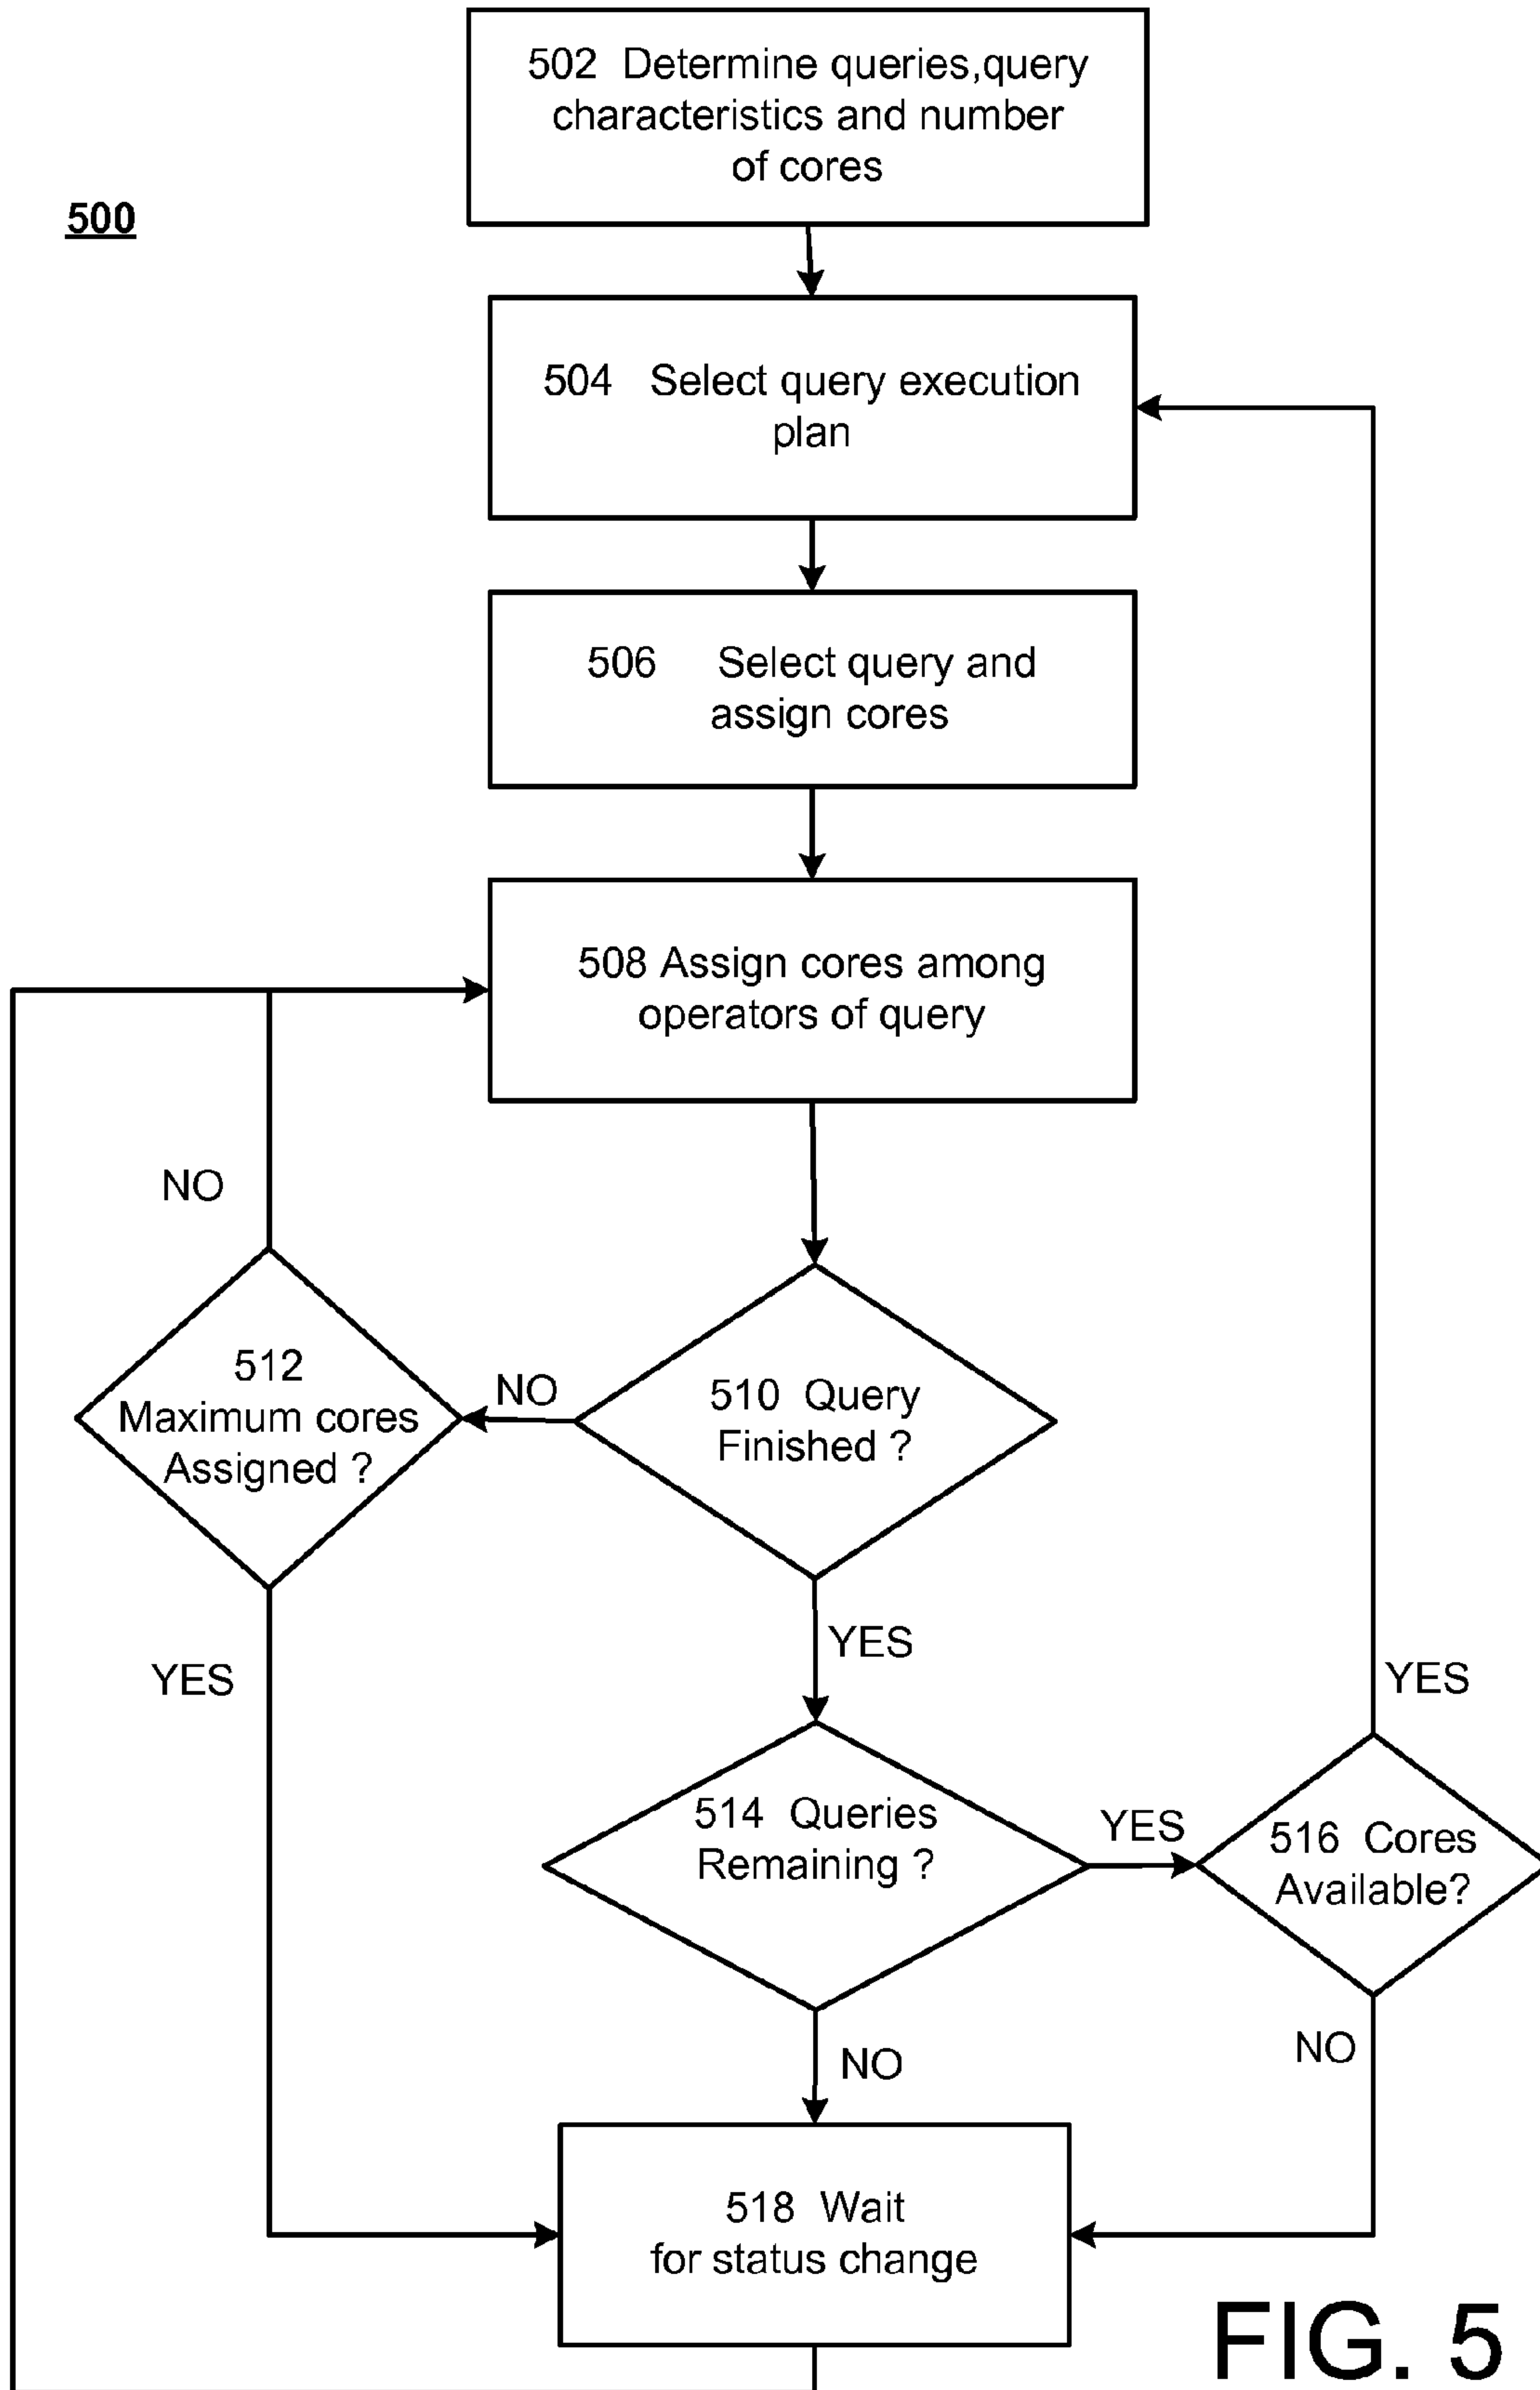 502 Determine queries,query
characteristics and number
of cores
500
504 Select query execution
plan
506 Select query and
assign cores
508 Assign cores among
operators of query
NO
512
Maximum cores
Assigned ?
NO
510 Query
Finished ?
YES
YES
YES
514 Queries
Remaining ?
YES
516 Cores
Available?
NO
NO
518 Wait
for status change
FIG. 5